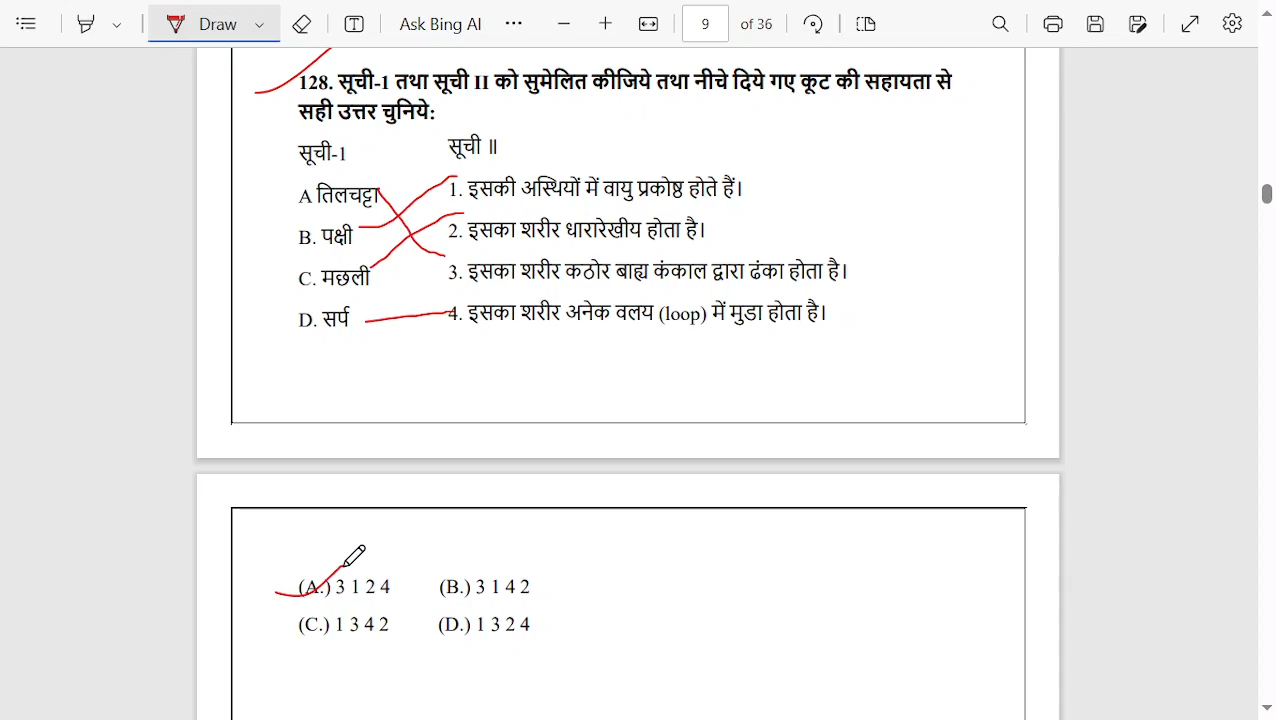 Draw
Ask Bing AI
9 of 36
128. सूची-1 तथा सूची II को सुमेलित कीजिये तथा नीचे दिये गए कूट की सहायता से
सही उत्तर चुनिये:
सूची-1 सूची ॥
A तिलचट्टा 1. इसकी अस्थियों में वायु प्रकोष्ठ होते हैं।
B. पक्षी 2. इसका शरीर धारारेखीय होता है।
C. मछली 3. इसका शरीर कठोर बाह्य कंकाल द्वारा ढंका होता है।
D. सर्प 4. इसका शरीर अनेक वलय (loop) में मुडा होता है।
(A.) 3 1 2 4 (B.) 3 1 4 2
(C.) 1 3 4 2 (D.) 1 3 2 4